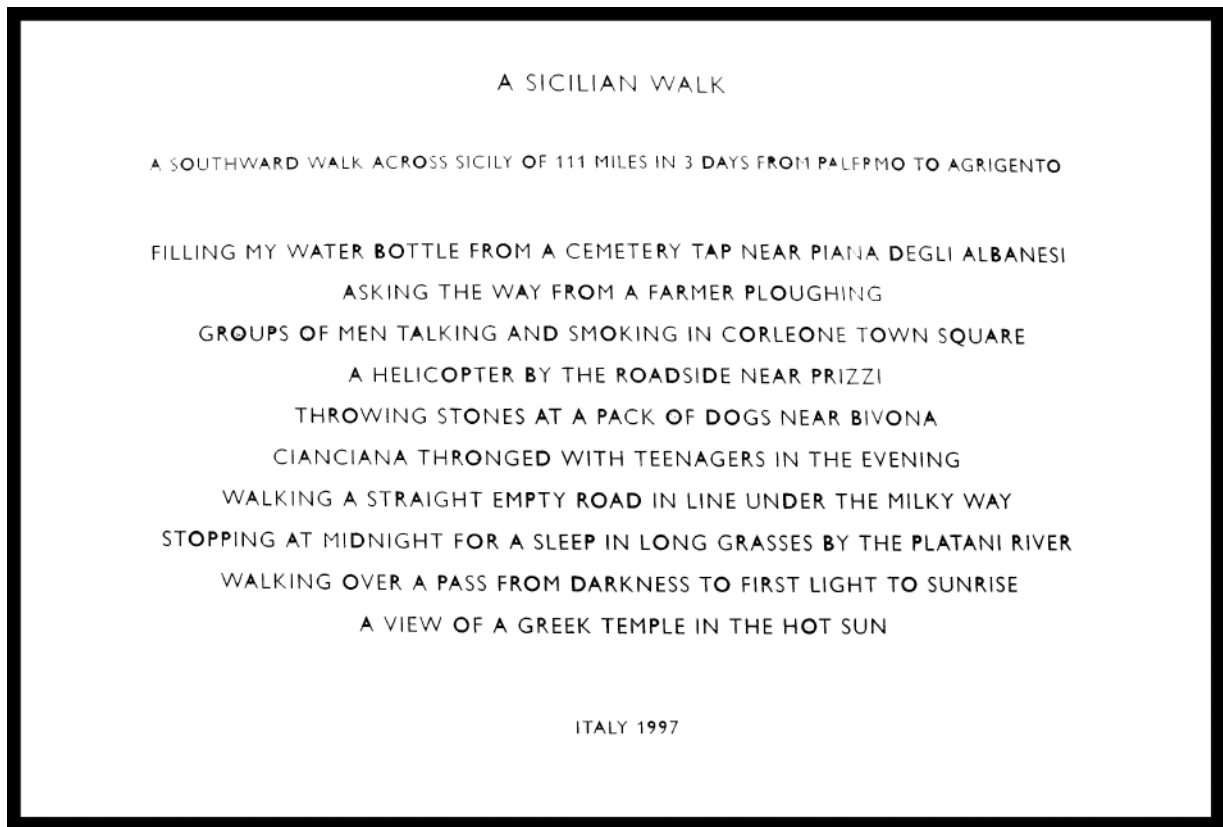 A SICILIAN WALK
A SOUTHWARD WALK ACROSS SICILY OF 111 MILES IN 3 DAYS FROM PALERMO TO AGRIGENTO
FILLING MY WATER BOTTLE FROM A CEMETERY TAP NEAR PIANA DEGLI ALBANESI
ASKING THE WAY FROM A FARMER PLOUGHING
GROUPS OF MEN TALKING AND SMOKING IN CORLEONE TOWN SQUARE
A HELICOPTER BY THE ROADSIDE NEAR PRIZZI
THROWING STONES AT A PACK OF DOGS NEAR BIVONA
CIANCIANA THRONGED WITH TEENAGERS IN THE EVENING
WALKING A STRAIGHT EMPTY ROAD IN LINE UNDER THE MILKY WAY
STOPPING AT MIDNIGHT FOR A SLEEP IN LONG GRASSES BY THE PLATANI RIVER
WALKING OVER A PASS FROM DARKNESS TO FIRST LIGHT TO SUNRISE
A VIEW OF A GREEK TEMPLE IN THE HOT SUN
ITALY 1997